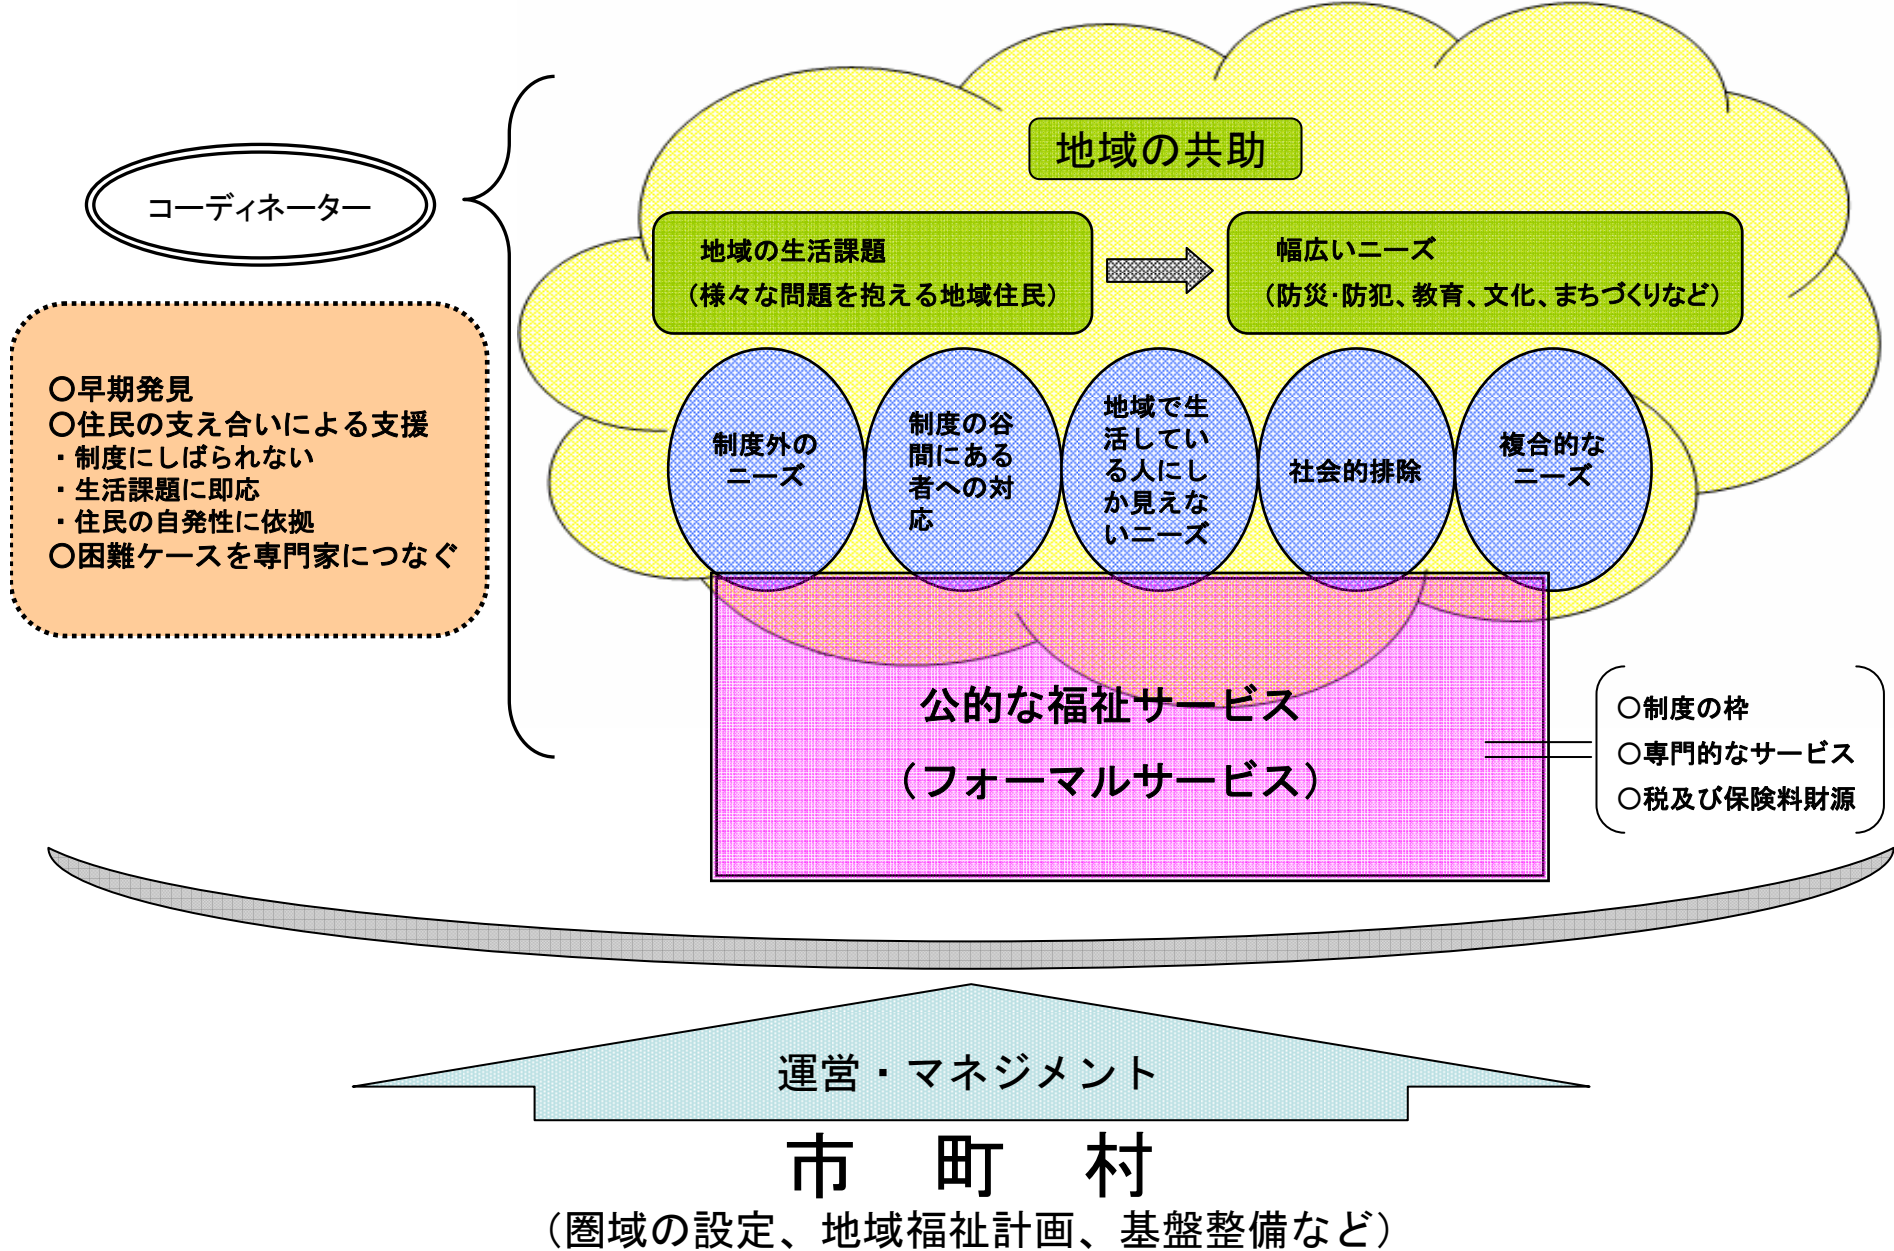 地域の共助
コーディネーター
地域の生活課題
（様々な問題を抱える地域住民）
幅広いニーズ
（防災・防犯、教育、文化、まちづくりなど）
○早期発見
○住民の支え合いによる支援
・制度にしばられない
・生活課題に即応
・住民の自発性に依拠
○困難ケースを専門家につなぐ
制度外の
ニーズ
制度の谷
間にある
者への対
応
地域で生
活してい
る人にし
か見えな
いニーズ
社会的排除
複合的な
ニーズ
公的な福祉サービス
（フォーマルサービス）
○制度の枠
○専門的なサービス
○税及び保険料財源
運営・マネジメント
市　町　村
（圏域の設定、地域福祉計画、基盤整備など）